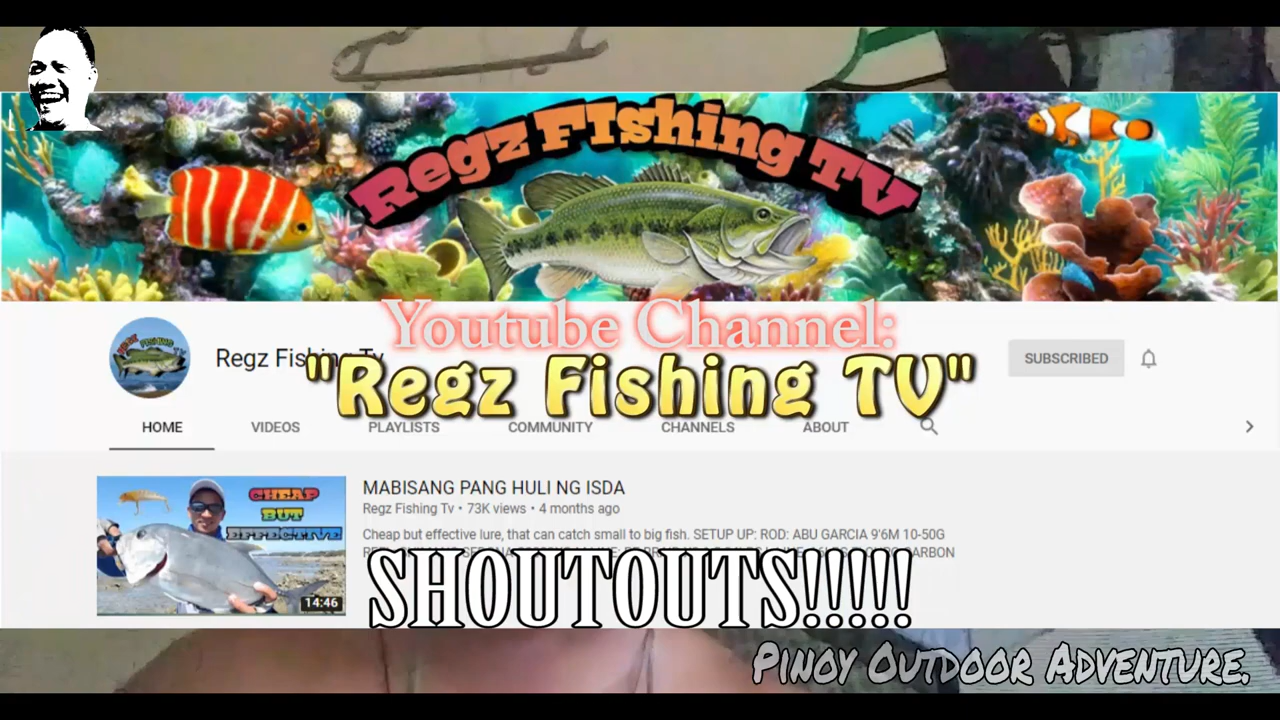 Regz FIshing TV
Youtube Channel:
Regz Fishing Tv
"Regz Fishing TV"
SUBSCRIBED
HOME VIDEOS PLAYLISTS COMMUNITY CHANNELS ABOUT
CHEAP
BUT
EFFECTIVE
14:46
MABISANG PANG HULI NG ISDA
Regz Fishing Tv • 73K views • 4 months ago
Cheap but effective lure, that can catch small to big fish. SETUP UP: ROD: ABU GARCIA 9'6M 10-50G
SHOUTOUTS!!!!!
PINOY OUTDOOR ADVENTURE.